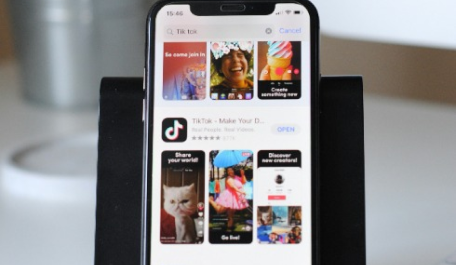 15:46
Tik tok
Cancel
So come join in
Create
something new
TikTok - Make Your D...
Real People. Real Videos.
OPEN
Share
your world!
Go live!
Discover
new creators!